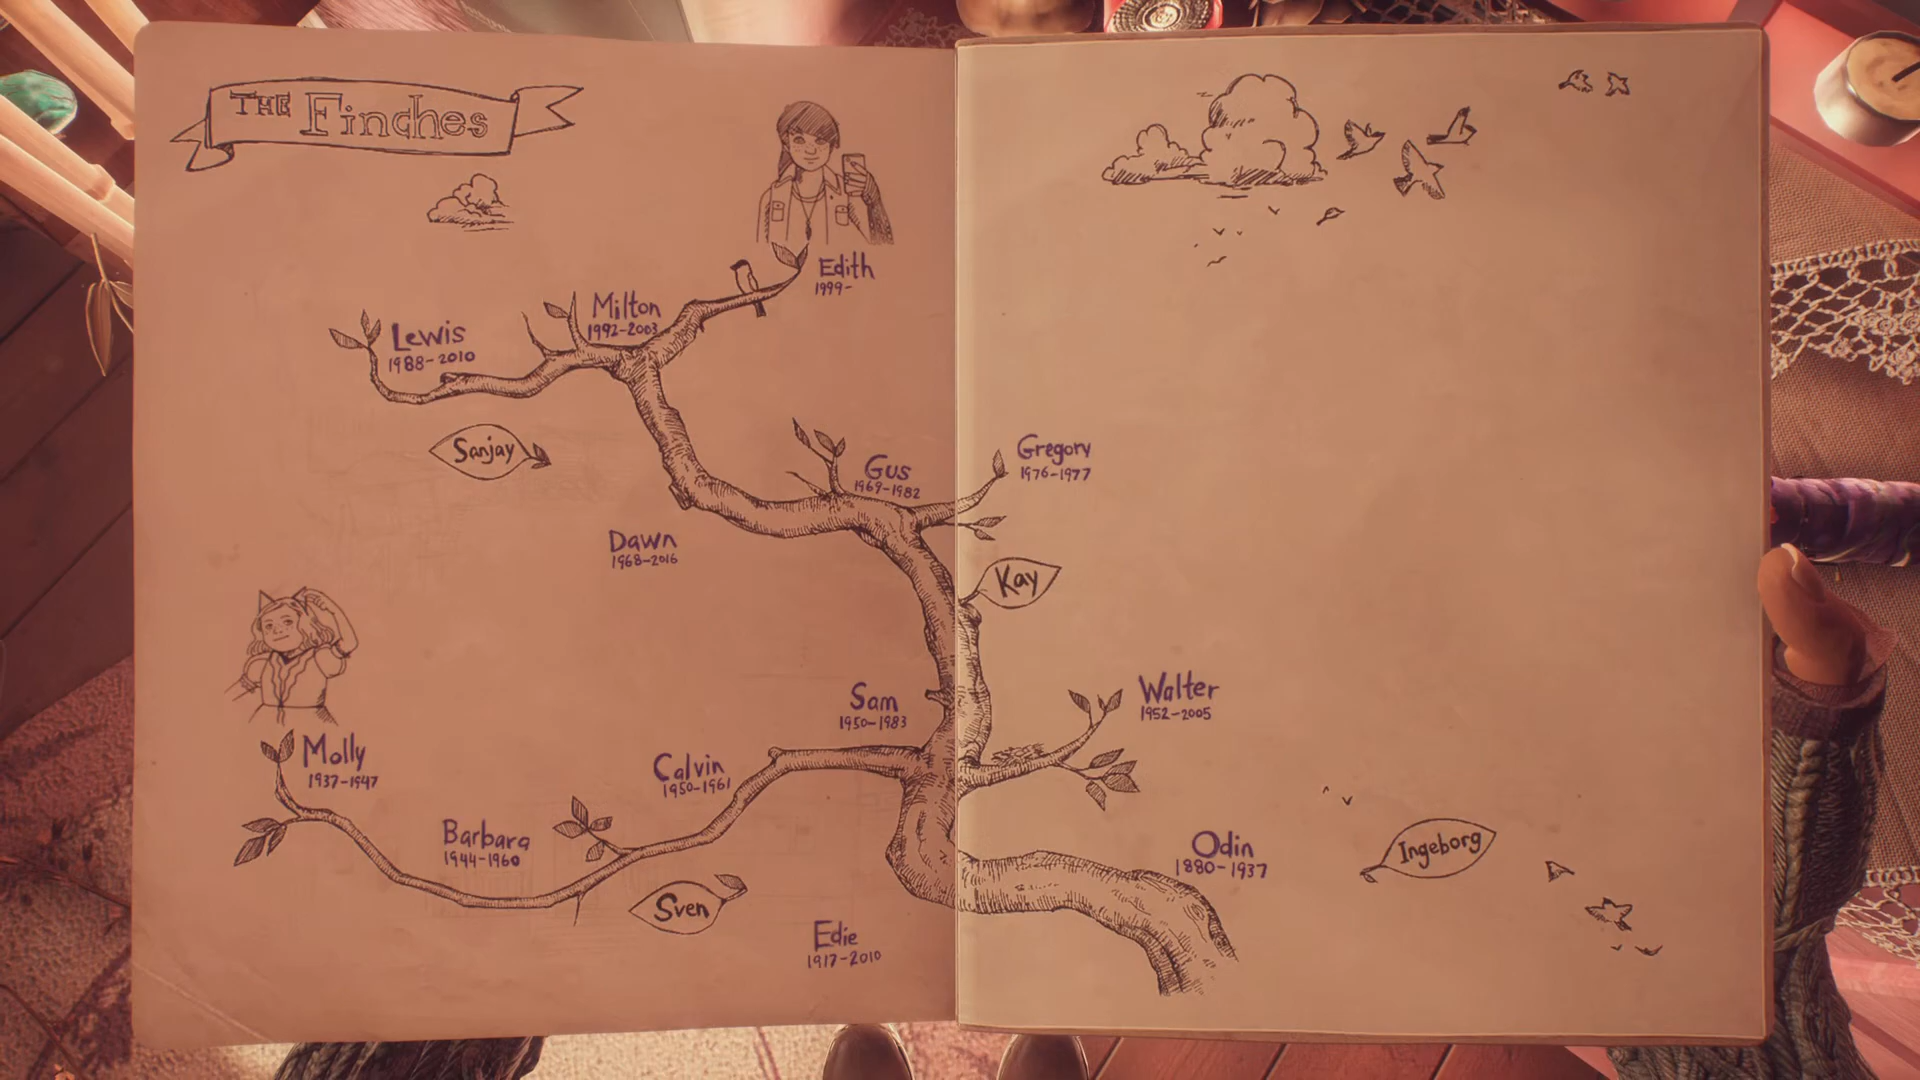 THE Finches
Edith
1999-
Milton
1992-2003
Lewis
1988-2010
Sanjay
Gus
1969-1982
Gregory
1976-1977
Dawn
1968-2016
Kay
Sam
1950-1983
Walter
1952-2005
Molly
1937-1947
Calvin
1950-1961
Barbara
1944-1960
Sven
Edie
1917-2010
Odin
1880-1937
Ingeborg